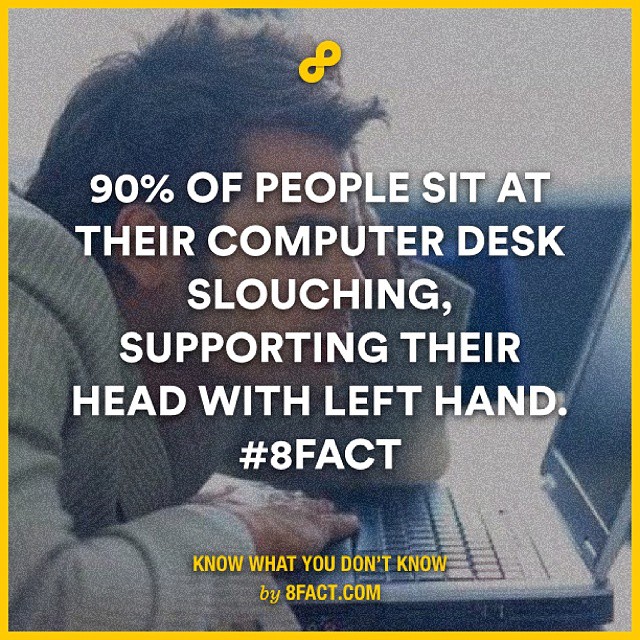 90% OF PEOPLE SIT AT
THEIR COMPUTER DESK
SLOUCHING,
SUPPORTING THEIR
HEAD WITH LEFT HAND.
#8FACT
KNOW WHAT YOU DON'T KNOW
by 8FACT.COM